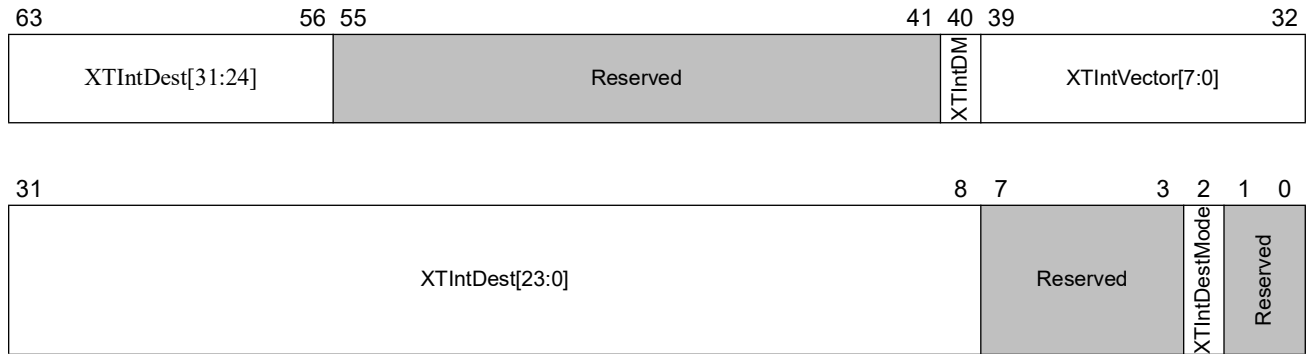 63 56 55 41 40 39 32
XTIntDest[31:24] Reserved XTIntDM XTIntVector[7:0]
31 8 7 3 2 1 0
XTIntDest[23:0] Reserved XTIntDestMode Reserved